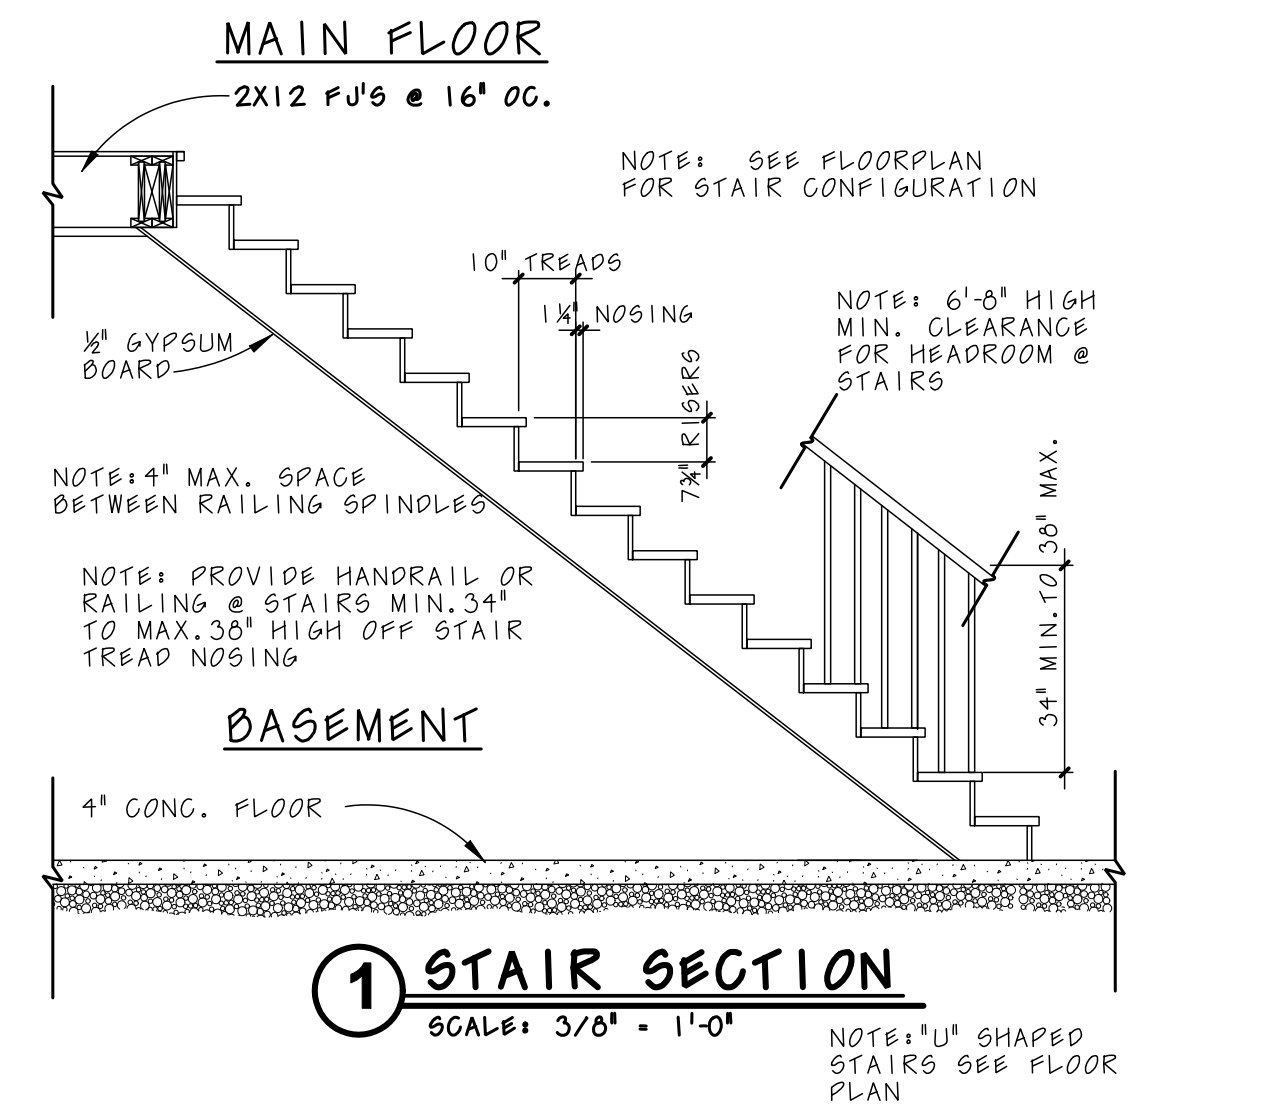 MAIN FLOOR
2X12 FJ'S @ 16" OC.
NOTE: SEE FLOORPLAN
FOR STAIR CONFIGURATION
10" TREADS
1¼" NOSING
NOTE: 6'-8" HIGH
MIN. CLEARANCE
FOR HEADROOM @
STAIRS
½" GYPSUM
BOARD
7¾" RISERS
34" MIN. TO 38" MAX.
NOTE:4" MAX. SPACE
BETWEEN RAILING SPINDLES
NOTE: PROVIDE HANDRAIL OR
RAILING @ STAIRS MIN.34"
TO MAX.38" HIGH OFF STAIR
TREAD NOSING
BASEMENT
4" CONC. FLOOR
1 STAIR SECTION
SCALE: 3/8" = 1'-0"
NOTE:"U" SHAPED
STAIRS SEE FLOOR
PLAN